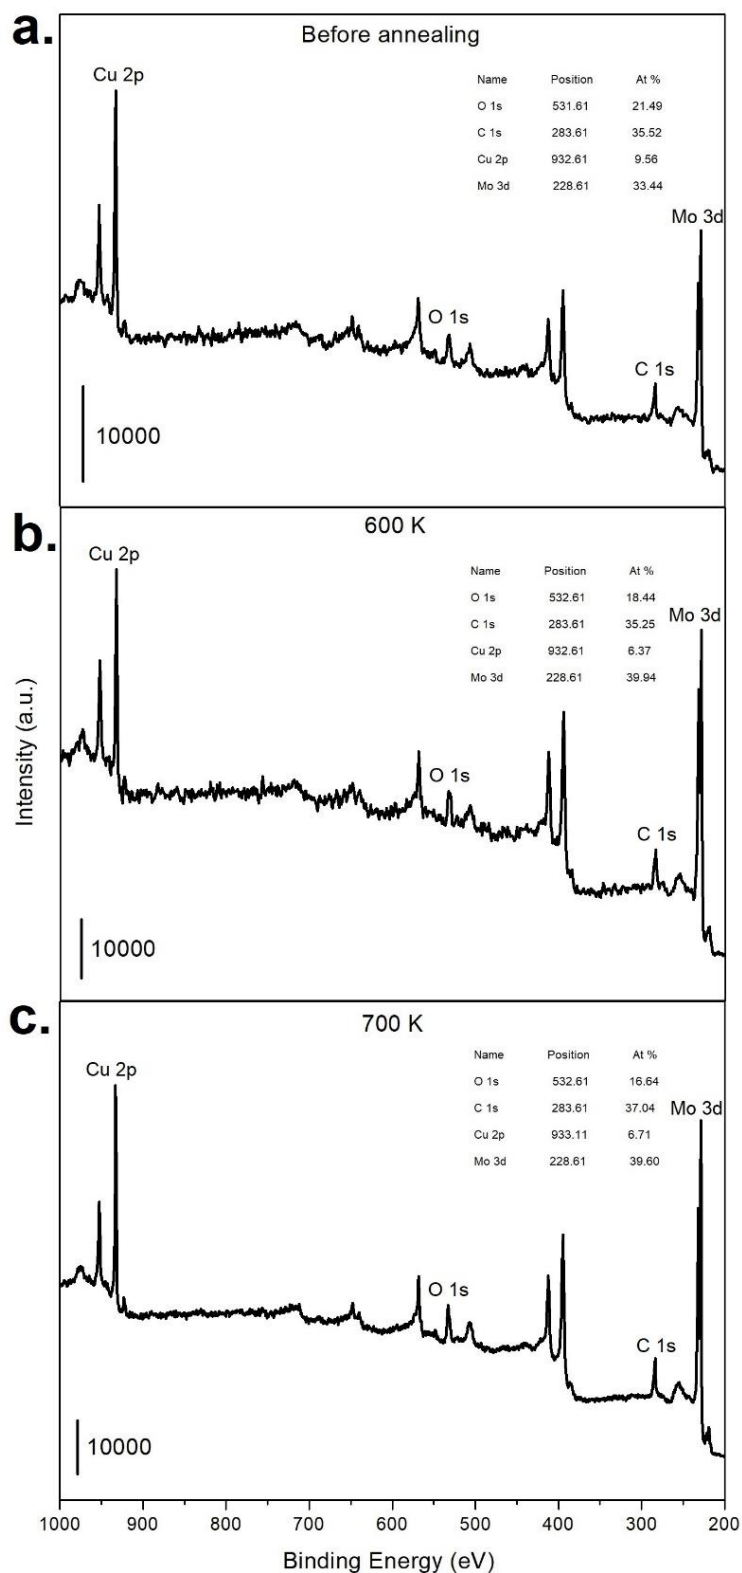 a.
Before annealing
Cu 2p
Name Position At %
O 1s 531.61 21.49
C 1s 283.61 35.52
Cu 2p 932.61 9.56
Mo 3d 228.61 33.44
Mo 3d
O 1s
C 1s
10000
b.
600 K
Cu 2p
Name Position At %
O 1s 532.61 18.44
C 1s 283.61 35.25
Cu 2p 932.61 6.37
Mo 3d 228.61 39.94
Mo 3d
O 1s
C 1s
10000
Intensity (a.u.)
c.
700 K
Cu 2p
Name Position At %
O 1s 532.61 16.64
C 1s 283.61 37.04
Cu 2p 933.11 6.71
Mo 3d 228.61 39.60
Mo 3d
O 1s
C 1s
10000
1000 900 800 700 600 500 400 300 200
Binding Energy (eV)